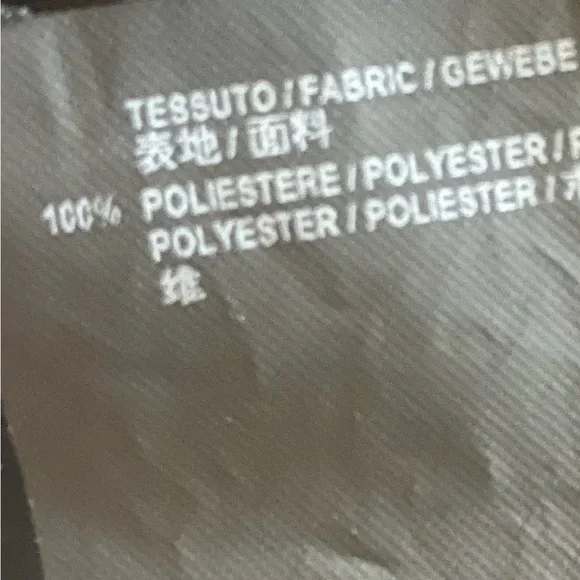 TESSUTO / FABRIC / GEWEBE
表地 / 面料
100% POLIESTERE / POLYESTER /
POLYESTER / POLIESTER /
维